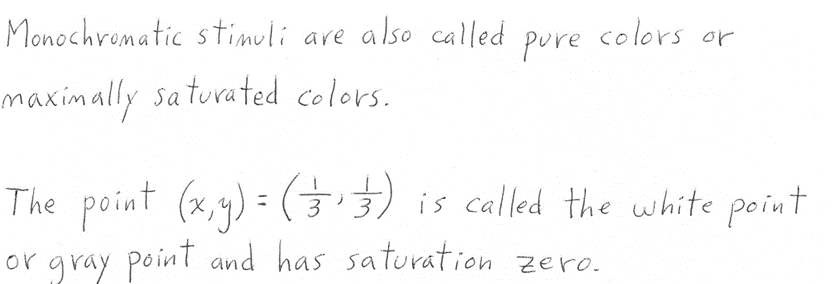 Monochromatic stimuli are also called pure colors or
maximally saturated colors.
The point (x,y) = (1/3, 1/3) is called the white point
or gray point and has saturation zero.